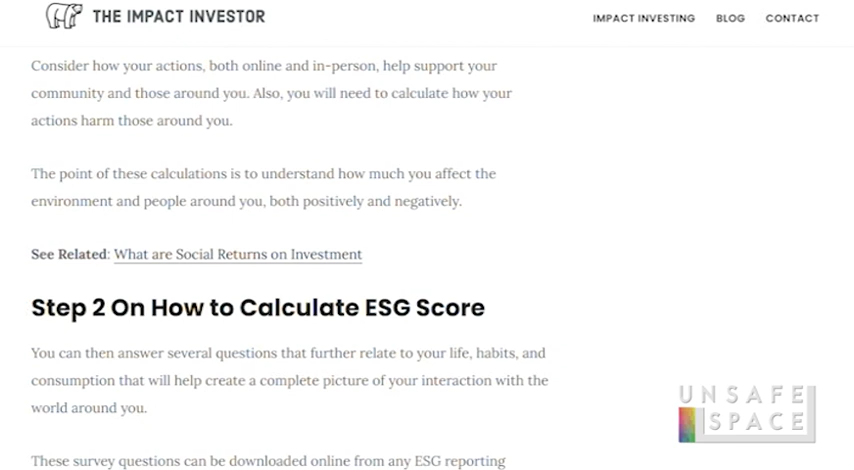 THE IMPACT INVESTOR
IMPACT INVESTING BLOG CONTACT
Consider how your actions, both online and in-person, help support your
community and those around you. Also, you will need to calculate how your
actions harm those around you.
The point of these calculations is to understand how much you affect the
environment and people around you, both positively and negatively.
See Related: What are Social Returns on Investment
Step 2 On How to Calculate ESG Score
You can then answer several questions that further relate to your life, habits, and
consumption that will help create a complete picture of your interaction with the
world around you.
These survey questions can be downloaded online from any ESG reporting
UNSAFE
SPACE